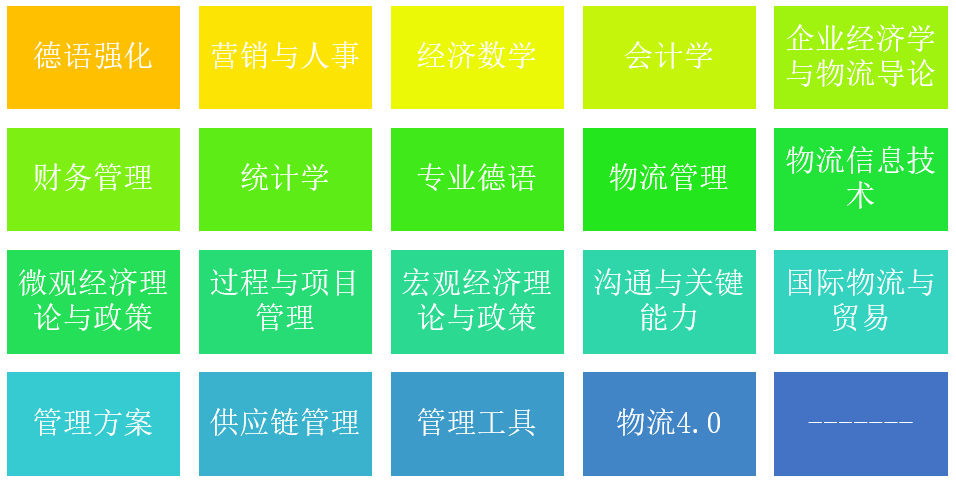 德语强化
营销与人事
经济数学
会计学
企业经济学
与物流导论
财务管理
统计学
专业德语
物流管理
物流信息技
术
微观经济理
论与政策
过程与项目
管理
宏观经济理
论与政策
沟通与关键
能力
国际物流与
贸易
管理方案
供应链管理
管理工具
物流4.0
-------